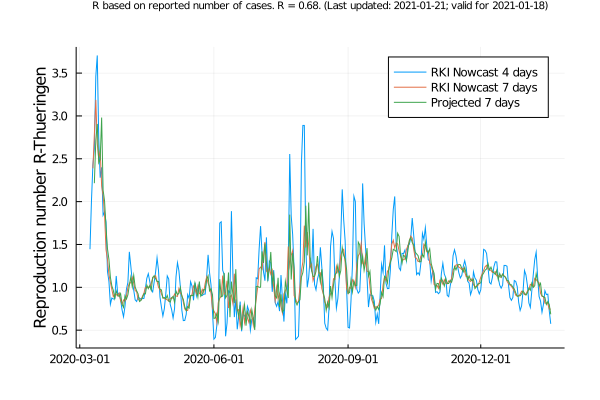 R based on reported number of cases. R = 0.68. (Last updated: 2021-01-21; valid for 2021-01-18)
Reproduction number R-Thueringen
3.5
3.0
2.5
2.0
1.5
1.0
0.5
RKI Nowcast 4 days
RKI Nowcast 7 days
Projected 7 days
2020-03-01 2020-06-01 2020-09-01 2020-12-01